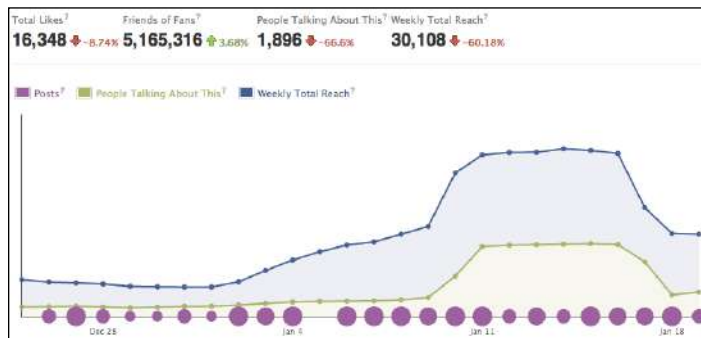 Total Likes? Friends of Fans? People Talking About This? Weekly Total Reach?
16,348 -8.74% 5,165,316 3.68% 1,896 -66.6% 30,108 -60.18%
Posts? People Talking About This? Weekly Total Reach?
Dec 28 Jan 4 Jan 11 Jan 18